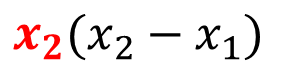 x₂(x₂ − x₁)